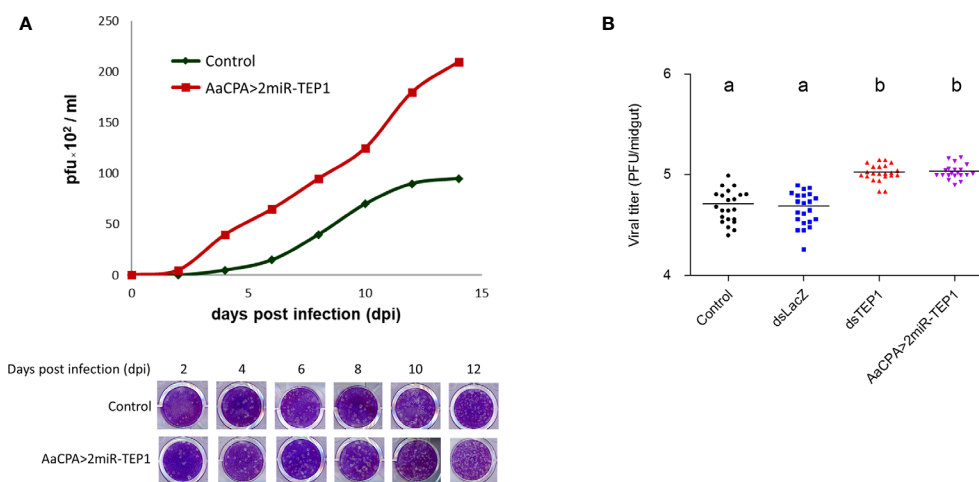 A
250
200
150
100
50
0
0
5
10
15
pfu×10² / ml
days post infection (dpi)
Control
AaCPA>2miR-TEP1
Days post infection (dpi)
2 4 6 8 10 12
Control
AaCPA>2miR-TEP1
B
a a b b
6
5
4
Viral titer (PFU/midgut)
Control
dsLacZ
dsTEP1
AaCPA>2miR-TEP1